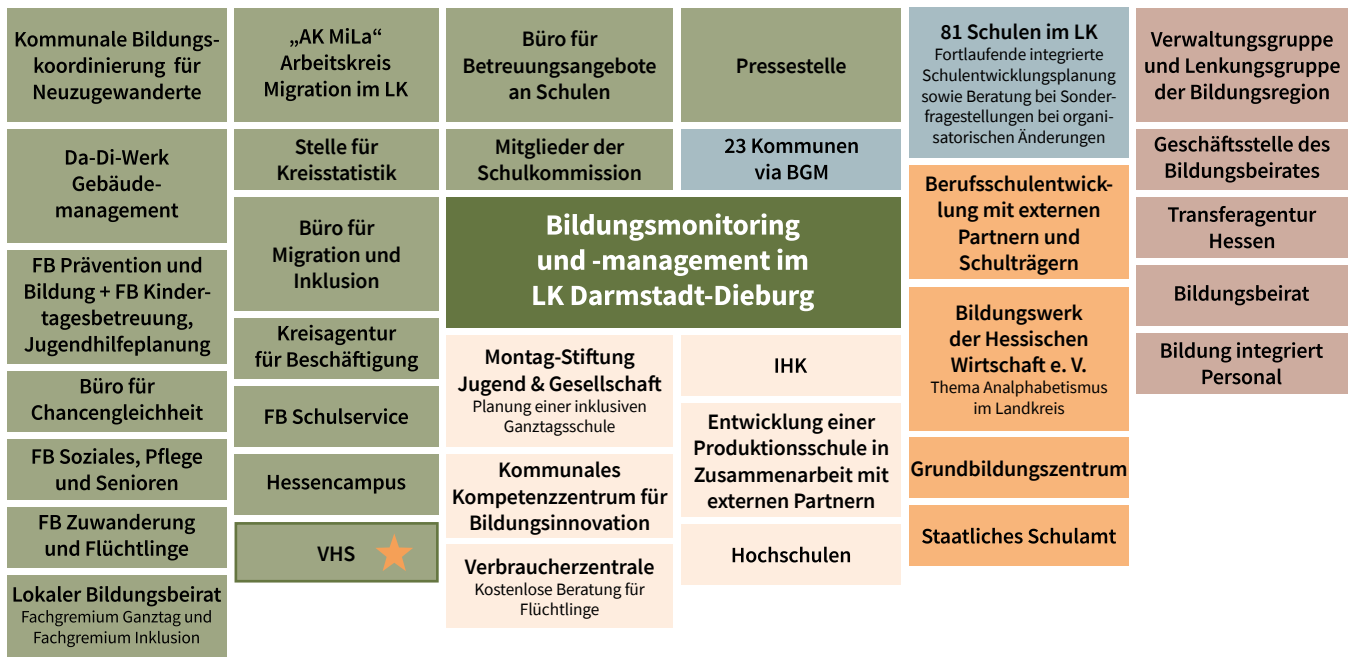 Kommunale Bildungs-
koordinierung für
Neuzugewanderte
Da-Di-Werk
Gebäude-
management
FB Prävention und
Bildung + FB Kinder-
tagesbetreuung,
Jugendhilfeplanung
Büro für
Chancengleichheit
FB Soziales, Pflege
und Senioren
FB Zuwanderung
und Flüchtlinge
Lokaler Bildungsbeirat
Fachgremium Ganztag und
Fachgremium Inklusion
„AK MiLa“
Arbeitskreis
Migration im LK
Stelle für
Kreisstatistik
Büro für
Migration und
Inklusion
Kreisagentur
für Beschäftigung
FB Schulservice
Hessencampus
VHS
Büro für
Betreuungsangebote
an Schulen
Mitglieder der
Schulkommission
Pressestelle
23 Kommunen
via BGM
Bildungsmonitoring
und -management im
LK Darmstadt-Dieburg
Montag-Stiftung
Jugend & Gesellschaft
Planung einer inklusiven
Ganztagsschule
Kommunales
Kompetenzzentrum für
Bildungsinnovation
Verbraucherzentrale
Kostenlose Beratung für
Flüchtlinge
IHK
Entwicklung einer
Produktionsschule in
Zusammenarbeit mit
externen Partnern
Hochschulen
81 Schulen im LK
Fortlaufende integrierte
Schulentwicklungsplanung
sowie Beratung bei Sonder-
fragestellungen bei organi-
satorischen Änderungen
Berufsschulentwick-
lung mit externen
Partnern und
Schulträgern
Bildungswerk
der Hessischen
Wirtschaft e. V.
Thema Analphabetismus
im Landkreis
Grundbildungszentrum
Staatliches Schulamt
Verwaltungsgruppe
und Lenkungsgruppe
der Bildungsregion
Geschäftsstelle des
Bildungsbeirates
Transferagentur
Hessen
Bildungsbeirat
Bildung integriert
Personal